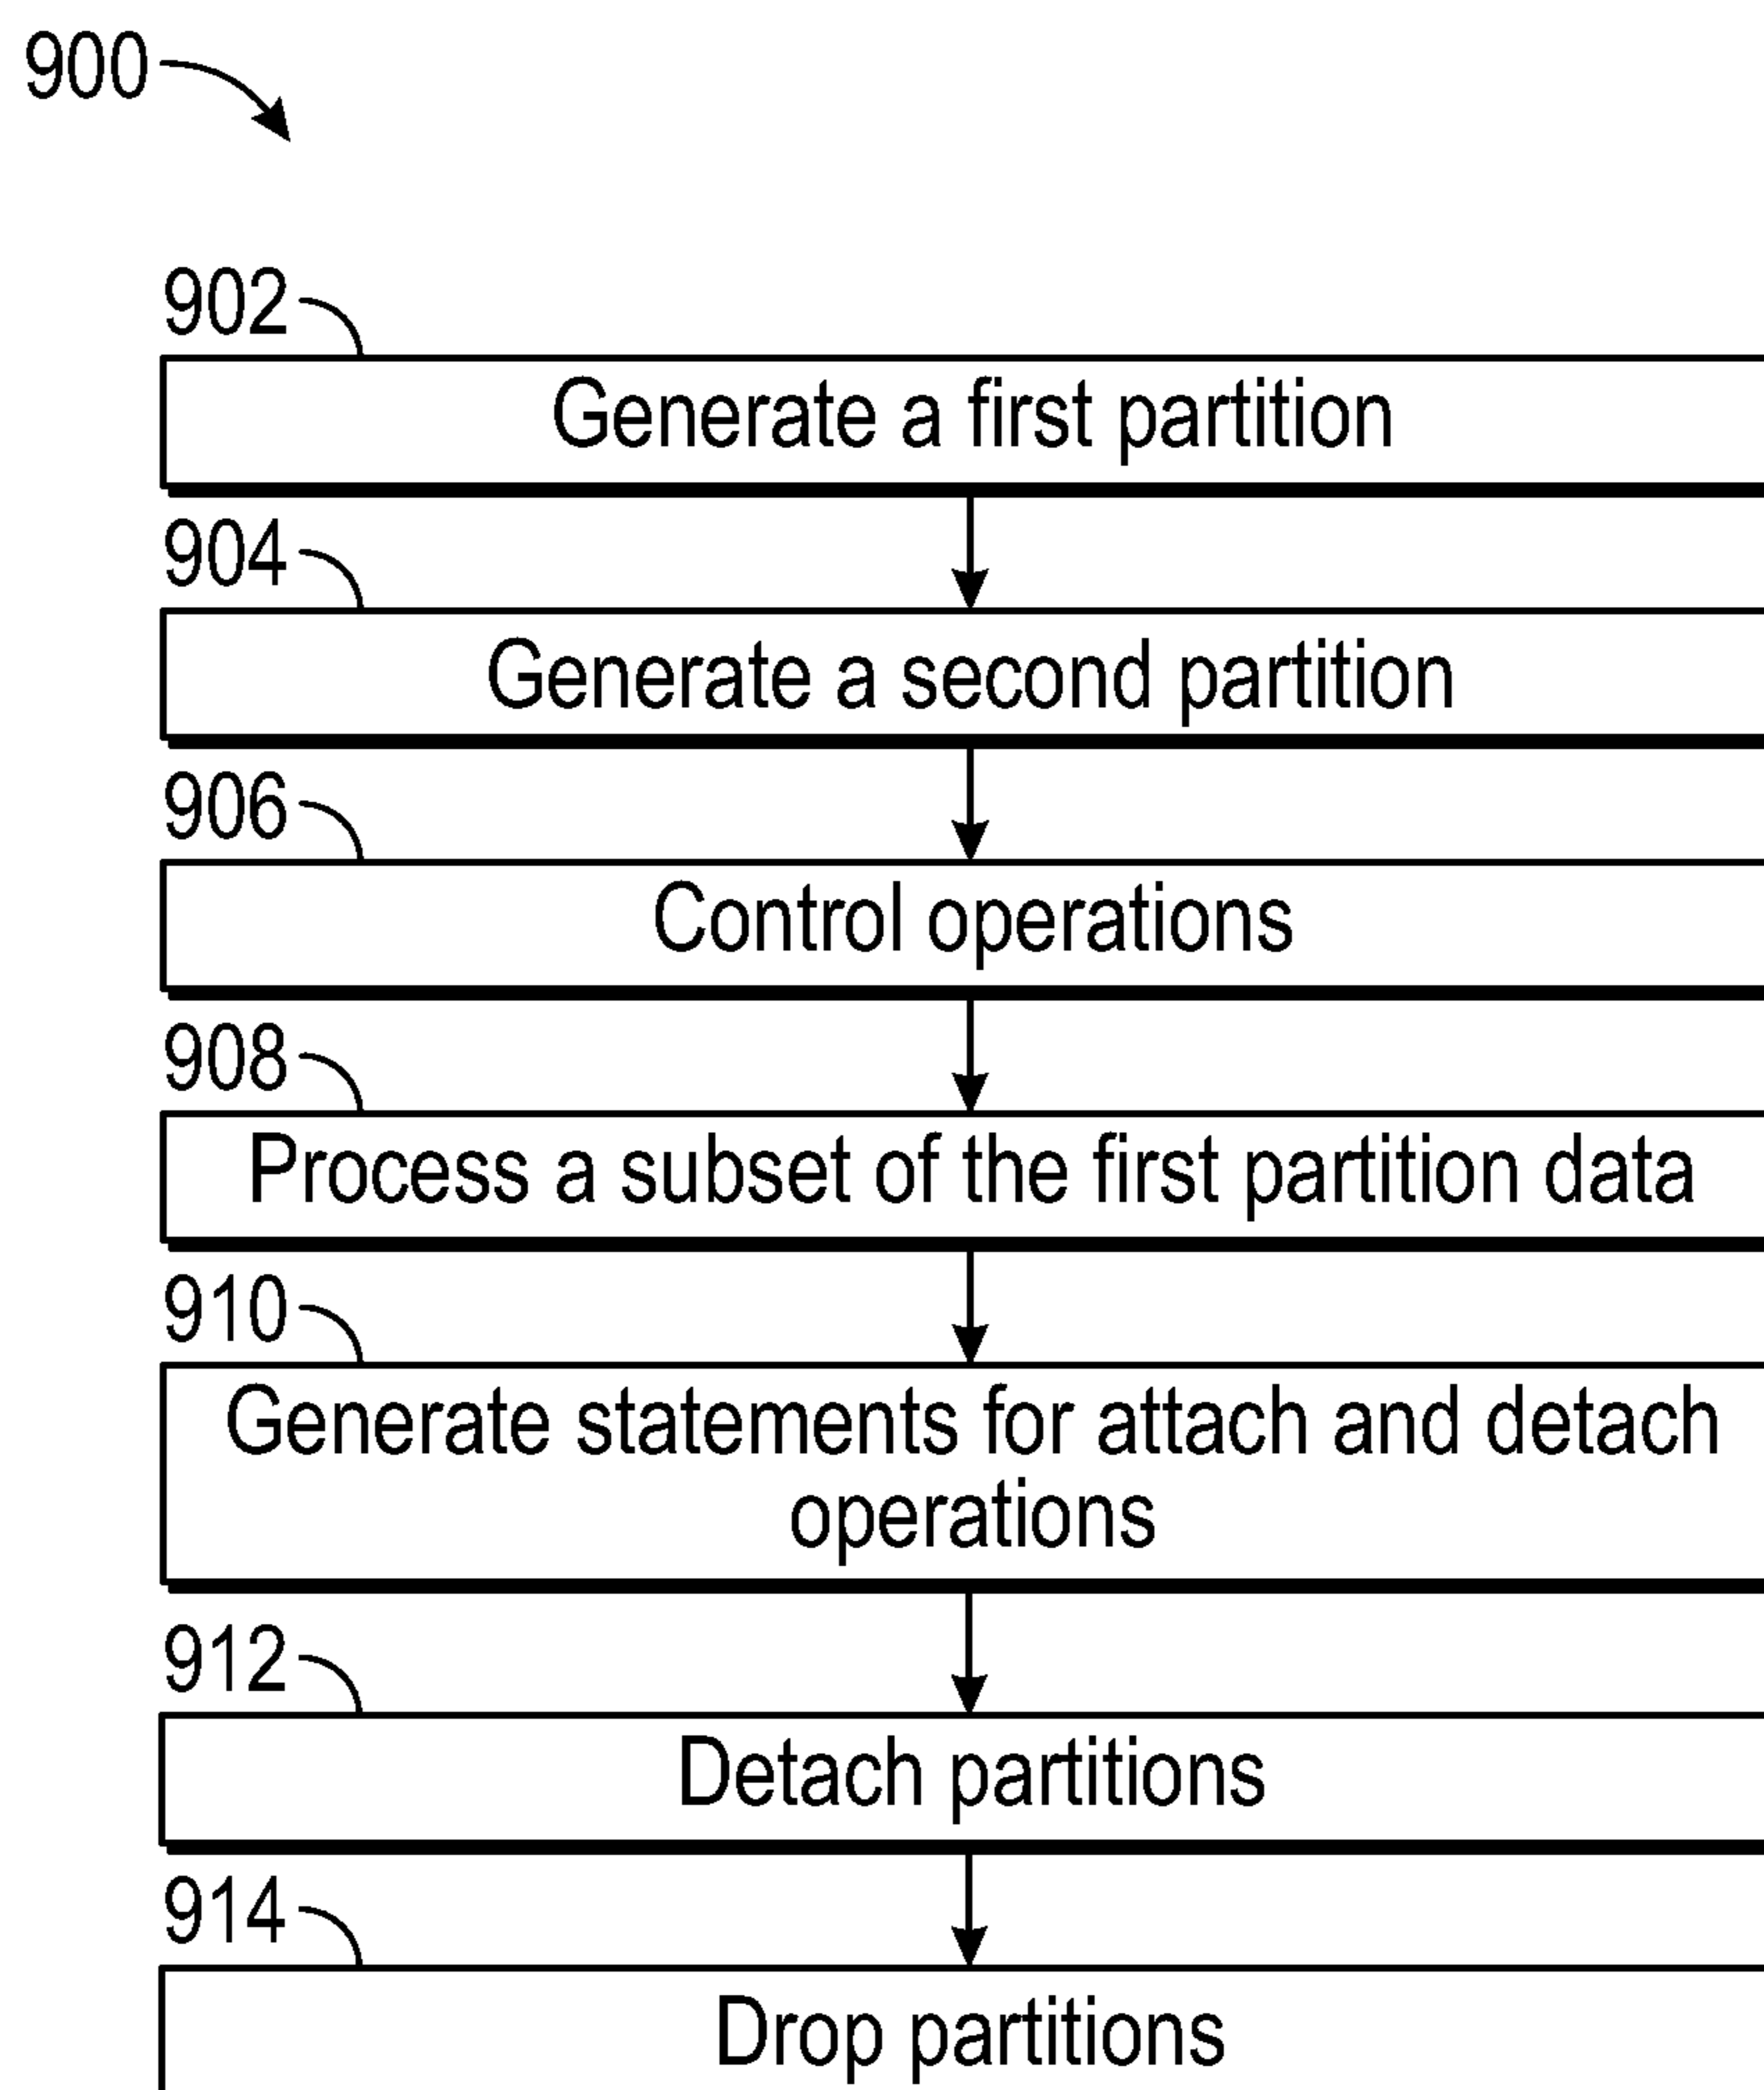 900
902
Generate a first partition
904
Generate a second partition
906
Control operations
908
Process a subset of the first partition data
910
Generate statements for attach and detach
operations
912
Detach partitions
914
Drop partitions